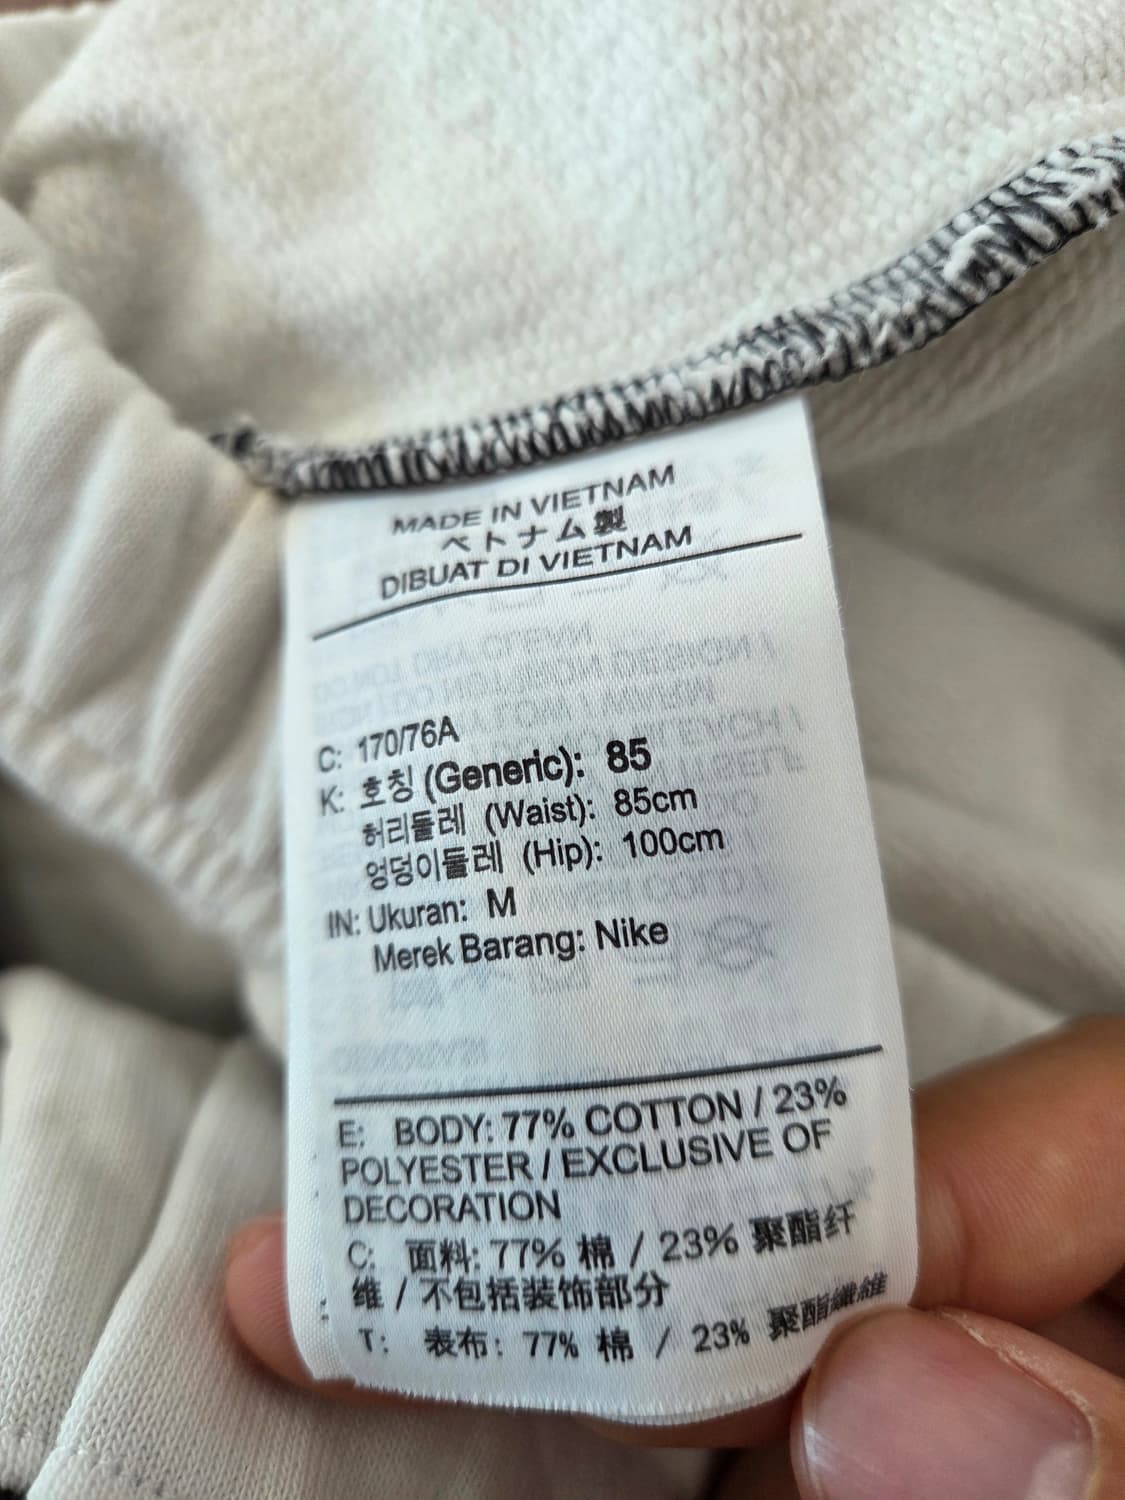 MADE IN VIETNAM
ベトナム製
DIBUAT DI VIETNAM
C: 170/76A
K: 호칭 (Generic): 85
허리둘레 (Waist): 85cm
엉덩이둘레 (Hip): 100cm
IN: Ukuran: M
Merek Barang: Nike
E: BODY: 77% COTTON / 23%
POLYESTER / EXCLUSIVE OF
DECORATION
C: 面料: 77% 棉 / 23% 聚酯纤
维 / 不包括装饰部分
T: 表布: 77% 棉 / 23% 聚酯纖維